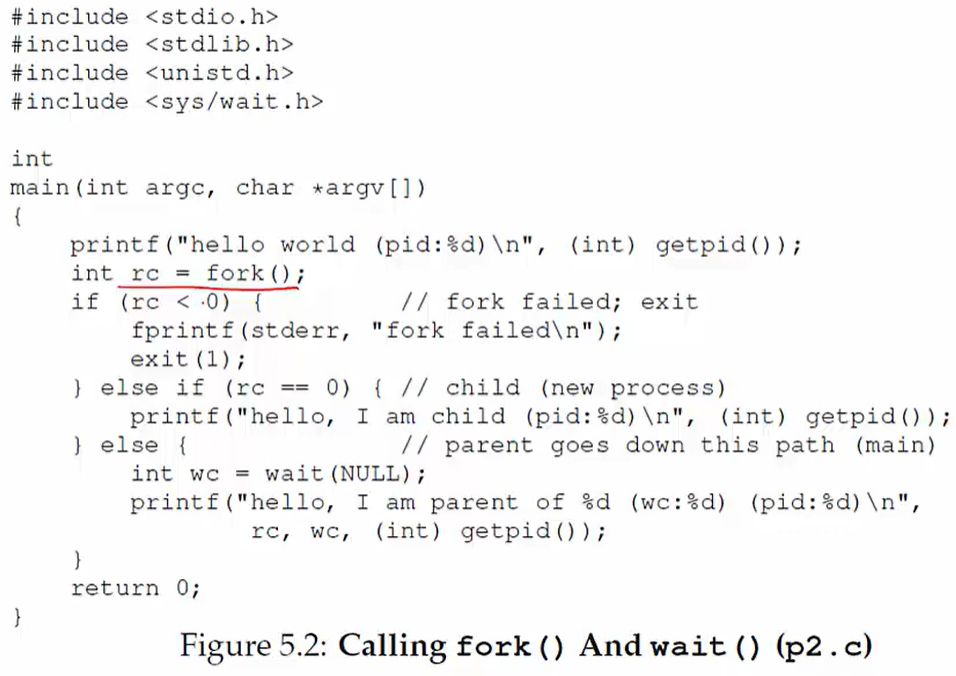 #include <stdio.h>
#include <stdlib.h>
#include <unistd.h>
#include <sys/wait.h>

int
main(int argc, char *argv[])
{
    printf("hello world (pid:%d)\n", (int) getpid());
    int rc = fork();
    if (rc < 0) {         // fork failed; exit
        fprintf(stderr, "fork failed\n");
        exit(1);
    } else if (rc == 0) { // child (new process)
        printf("hello, I am child (pid:%d)\n", (int) getpid());
    } else {              // parent goes down this path (main)
        int wc = wait(NULL);
        printf("hello, I am parent of %d (wc:%d) (pid:%d)\n",
                rc, wc, (int) getpid());
    }
    return 0;
}
Figure 5.2: Calling fork() And wait() (p2.c)